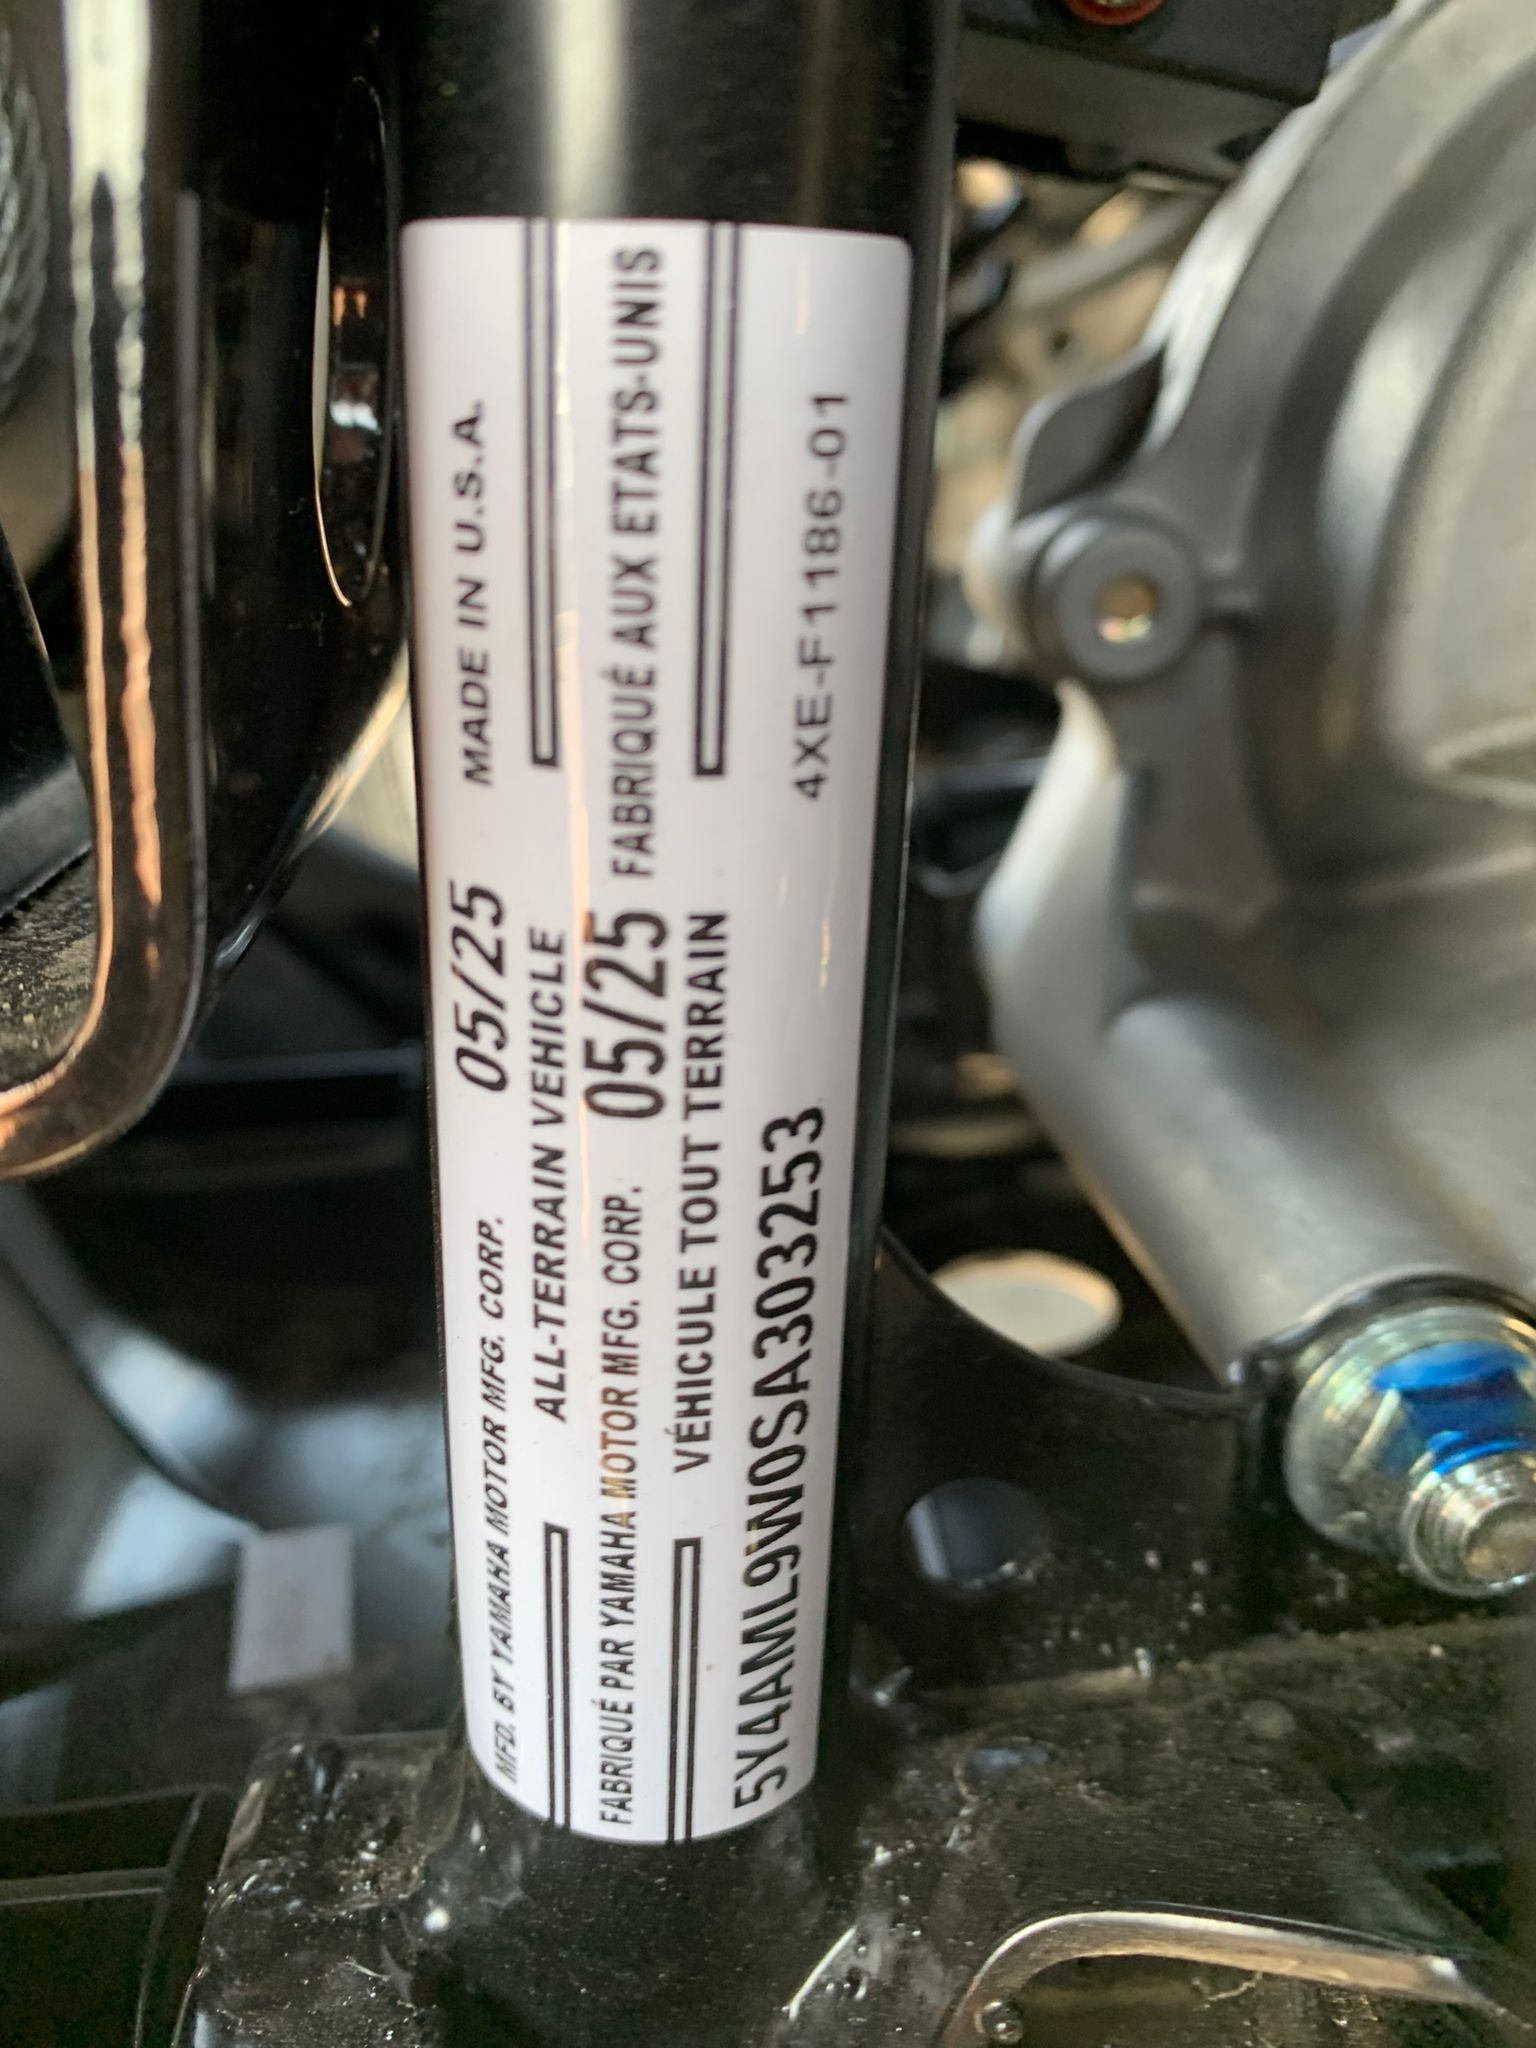 MFD. BY YAMAHA MOTOR MFG. CORP. 05/25 MADE IN U.S.A.
ALL-TERRAIN VEHICLE
FABRIQUÉ PAR YAMAHA MOTOR MFG. CORP. 05/25 FABRIQUÉ AUX ETATS-UNIS
VÉHICULE TOUT TERRAIN
5Y4AML9W0SA303253 4XE-F1186-01